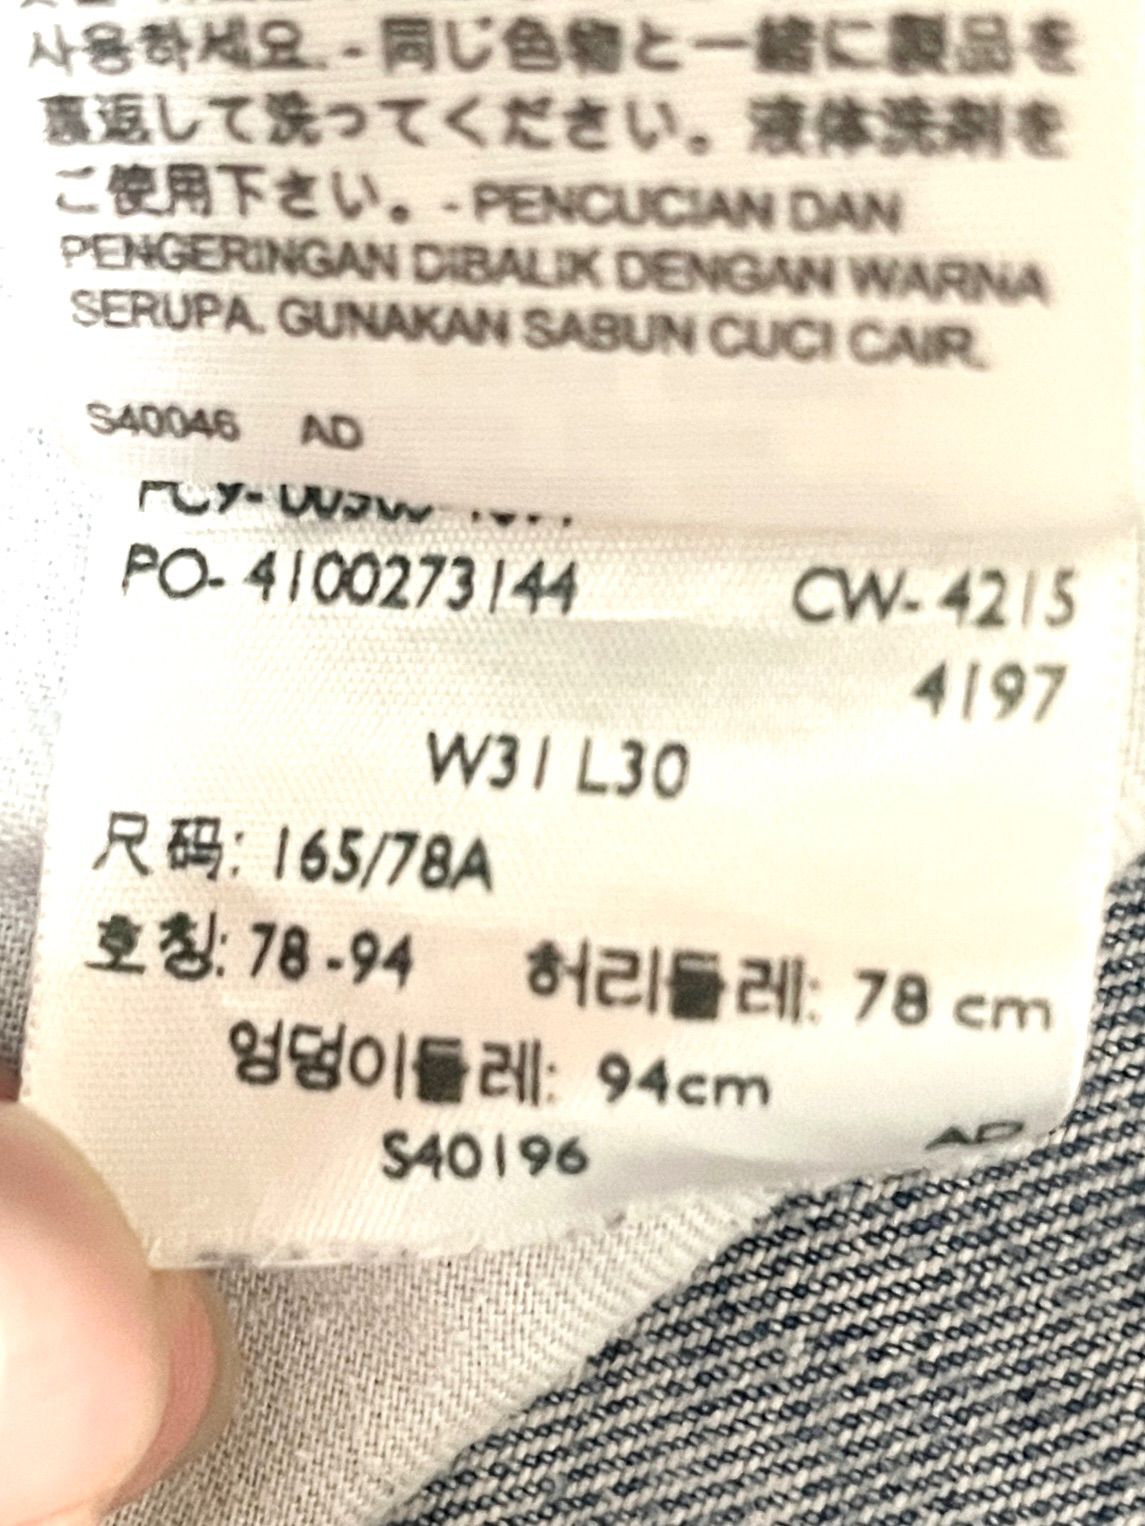 사용하세요. - 同じ色物と一緒に製品を
裏返して洗ってください。液体洗剤を
ご使用下さい。- PENCUCIAN DAN
PENGERINGAN DIBALIK DENGAN WARNA
SERUPA. GUNAKAN SABUN CUCI CAIR.
S40046 AD
PO- 4100273144 CW- 4215
4197
W31 L30
尺码: 165/78A
호칭: 78 -94 허리둘레: 78 cm
엉덩이둘레: 94cm
S40196 AD